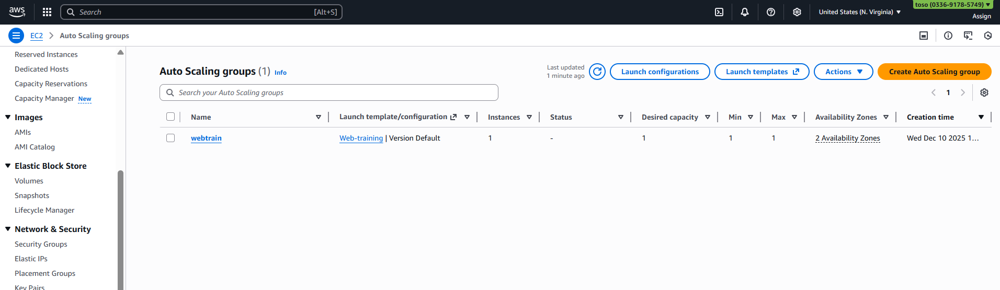 aws
Search [Alt+S]
United States (N. Virginia)
toso (0336-9178-5749)
Assign
EC2 Auto Scaling groups
Reserved Instances
Dedicated Hosts
Capacity Reservations
Capacity Manager New
Images
AMIs
AMI Catalog
Elastic Block Store
Volumes
Snapshots
Lifecycle Manager
Network & Security
Security Groups
Elastic IPs
Placement Groups
Key Pairs
Auto Scaling groups (1) Info
Last updated
1 minute ago
Launch configurations
Launch templates
Actions
Create Auto Scaling group
Search your Auto Scaling groups
1
Name Launch template/configuration Instances Status Desired capacity Min Max Availability Zones Creation time
webtrain Web-training | Version Default 1 - 1 1 1 2 Availability Zones Wed Dec 10 2025 1...